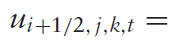 u_{i+1/2, j,k,t} =